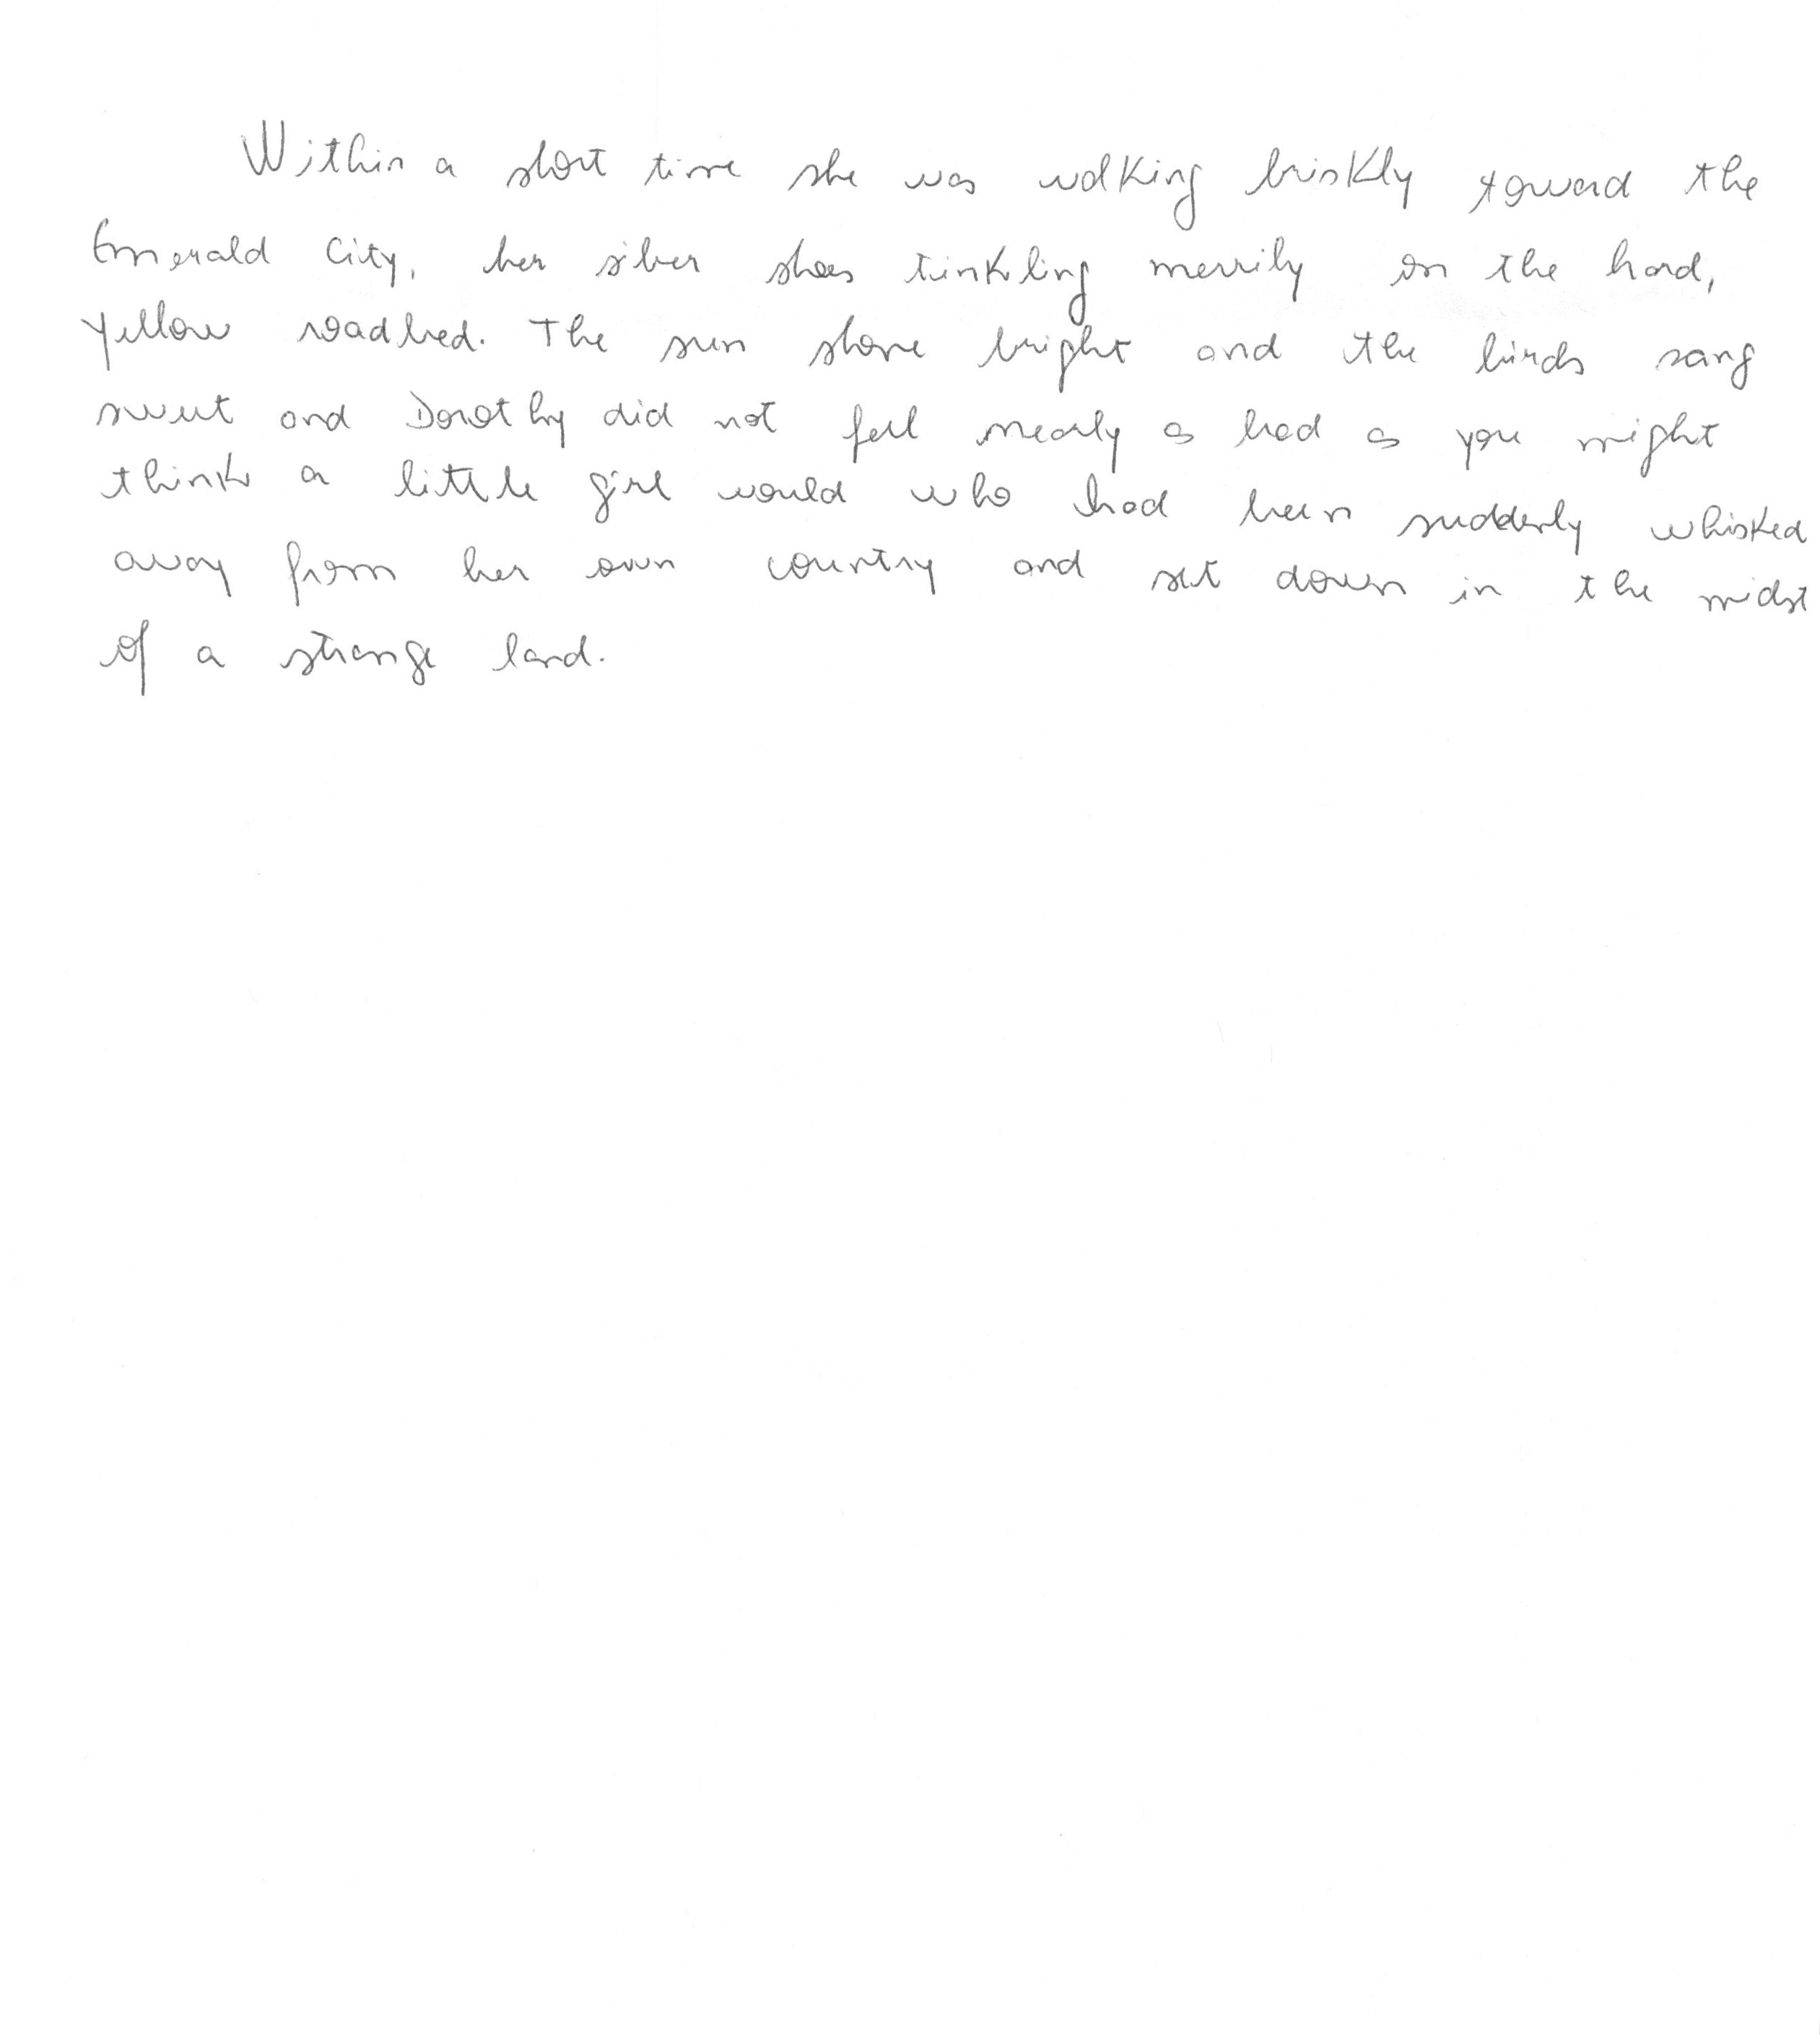 Within a short time she was walking briskly toward the
Emerald City, her silver shoes tinkling merrily on the hard,
yellow roadbed. The sun shone bright and the birds sang
sweet and Dorothy did not feel nearly as bad as you might
think a little girl would who had been suddenly whisked
away from her own country and set down in the midst
of a strange land.